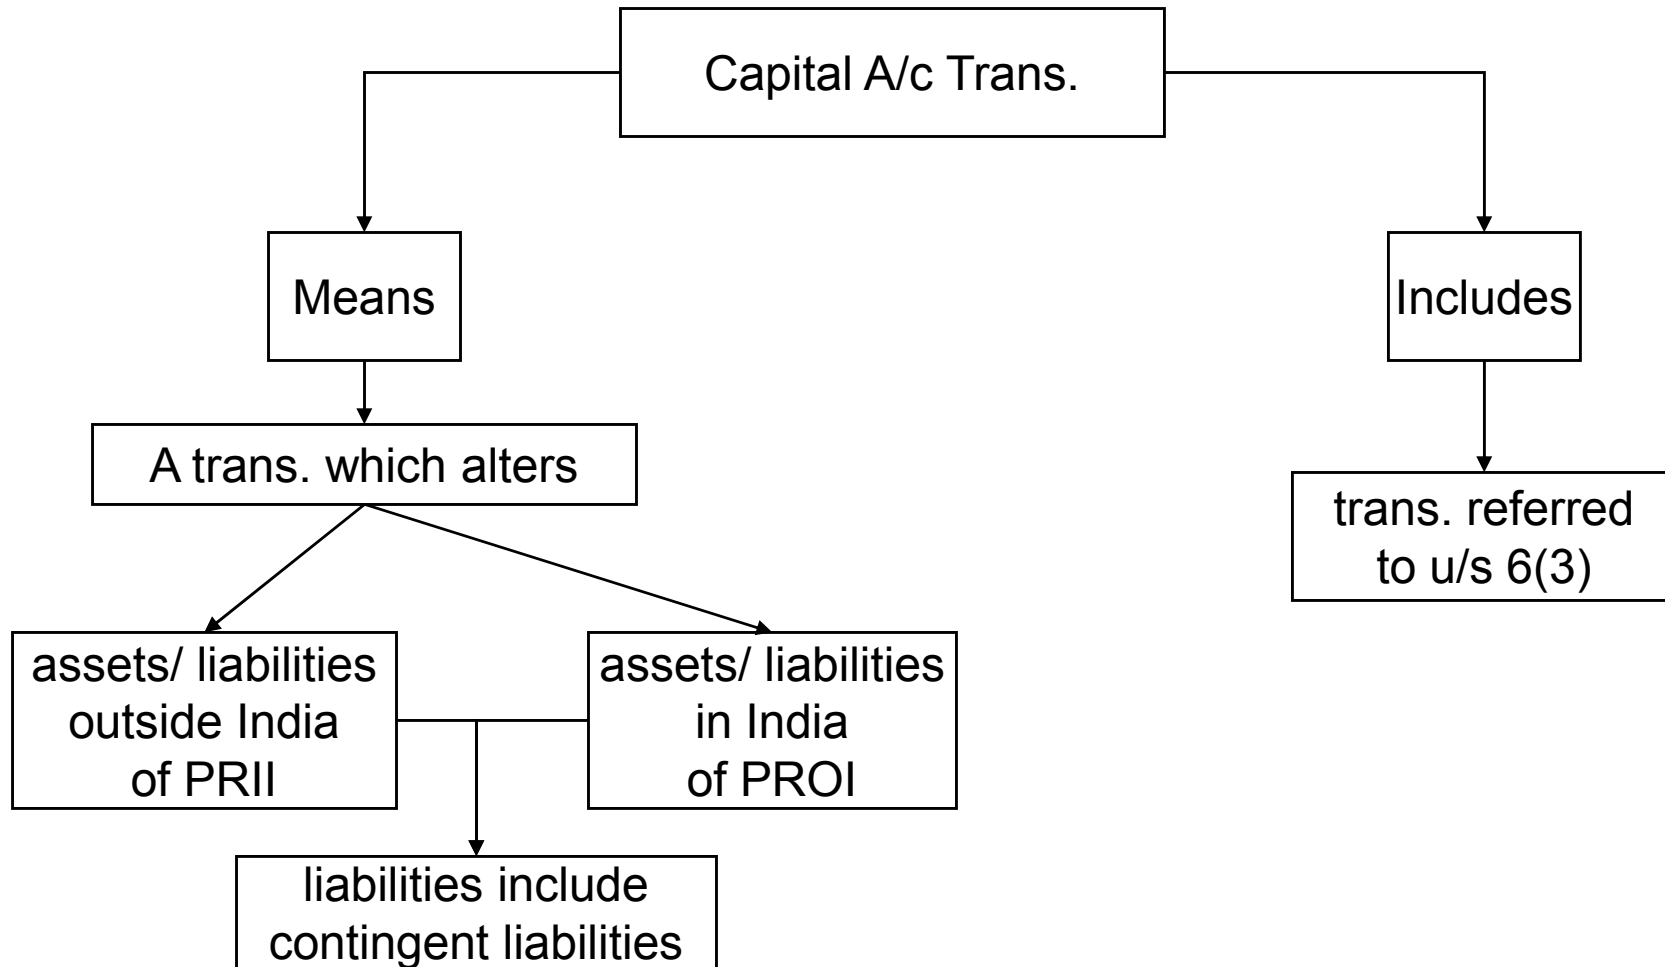 Capital A/c Trans.
Means
Includes
A trans. which alters
trans. referred
to u/s 6(3)
assets/ liabilities
outside India
of PRII
assets/ liabilities
in India
of PROI
liabilities include
contingent liabilities